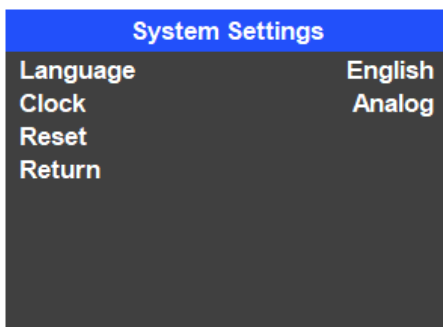 System Settings
Language English
Clock Analog
Reset
Return